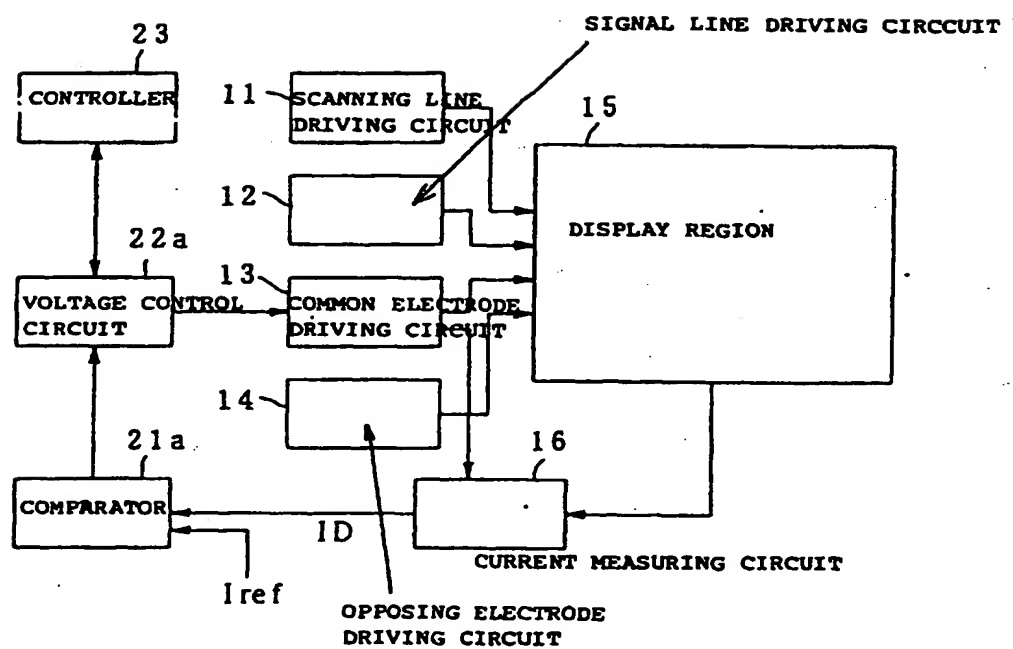 SIGNAL LINE DRIVING CIRCCUIT
23
CONTROLLER
11
SCANNING LINE
DRIVING CIRCUIT
15
12
DISPLAY REGION
22a
VOLTAGE CONTROL
CIRCUIT
13
COMMON ELECTRODE
DRIVING CIRCUIT
14
21a
COMPARATOR
16
ID
CURRENT MEASURING CIRCUIT
Iref
OPPOSING ELECTRODE
DRIVING CIRCUIT